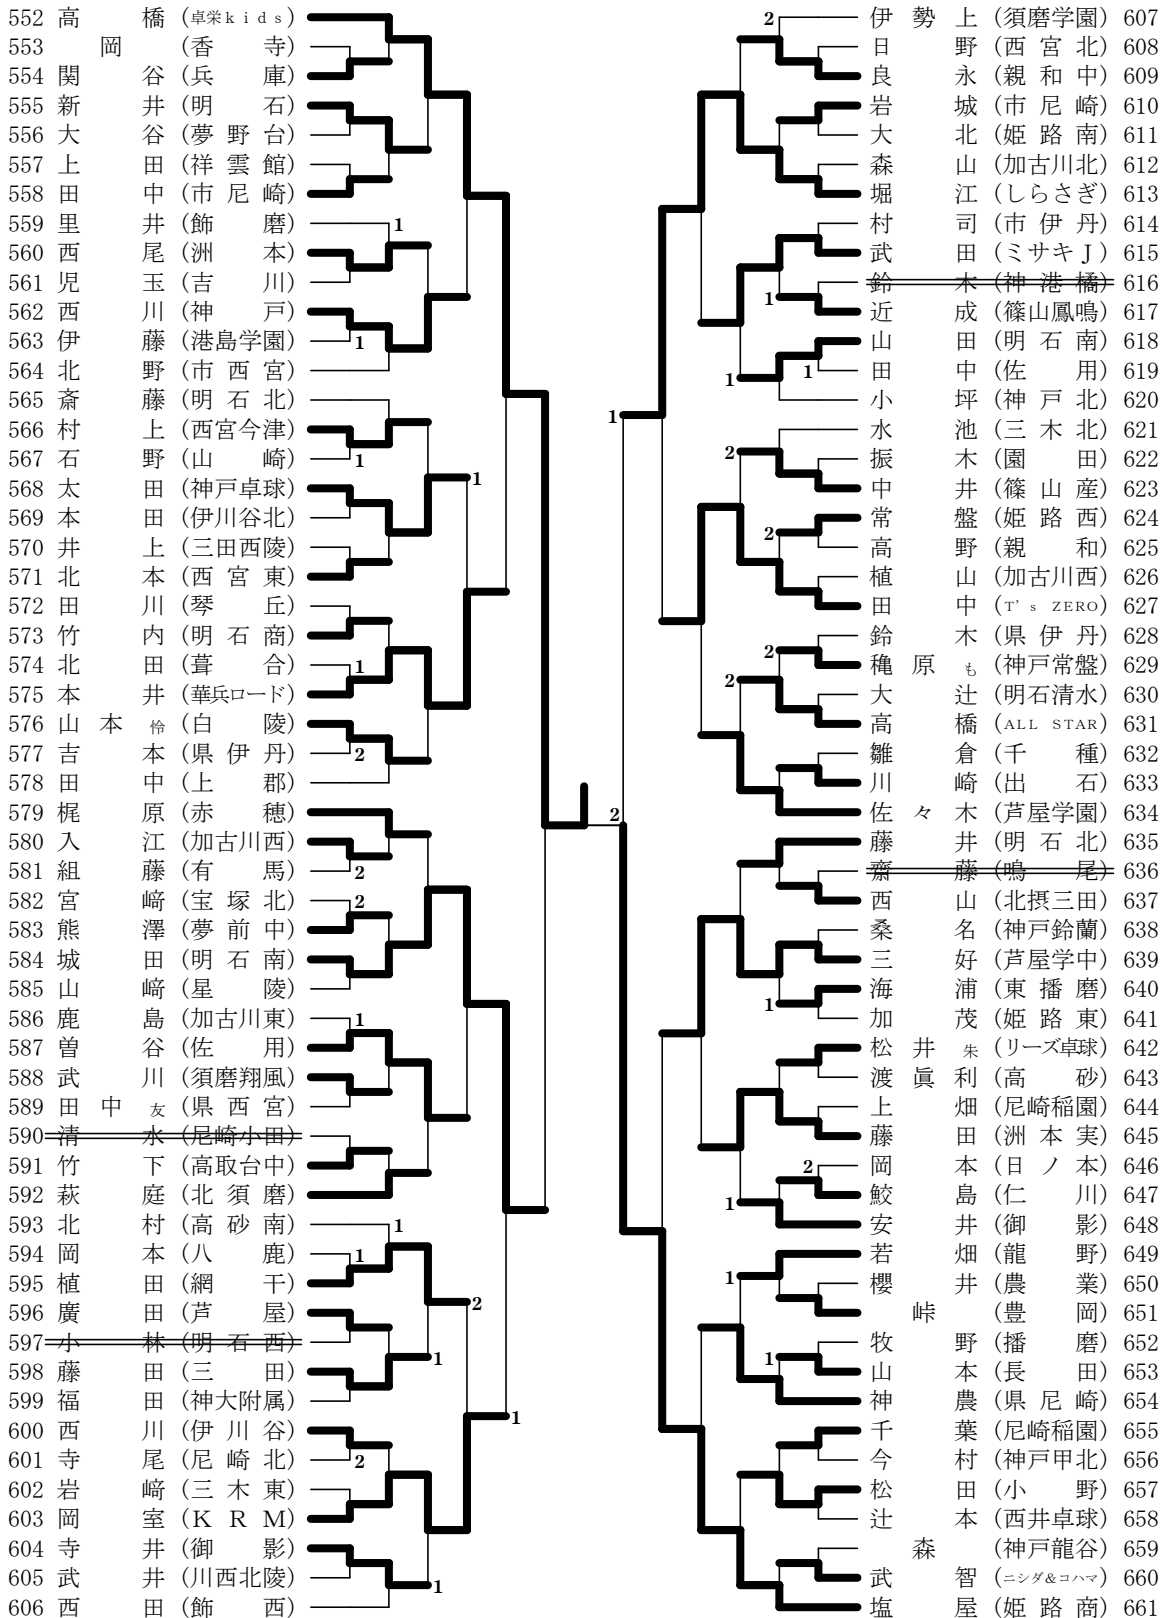 552 高橋 (卓栄ｋｉｄｓ)
553 岡 (香寺)
554 関谷 (兵庫)
555 新井 (明石)
556 大谷 (夢野台)
557 上田 (祥雲館)
558 田中 (市尼崎)
559 里井 (飾磨)
1
560 西尾 (洲本)
561 児玉 (吉川)
562 西川 (神戸)
563 伊藤 (港島学園)
1
564 北野 (市西宮)
565 斎藤 (明石北)
566 村上 (西宮今津)
567 石野 (山崎)
1
568 太田 (神戸卓球)
1
569 本田 (伊川谷北)
570 井上 (三田西陵)
571 北本 (西宮東)
572 田川 (琴丘)
573 竹内 (明石商)
574 北田 (葺合)
1
575 本井 (華兵ロード)
576 山本怜 (白陵)
577 吉本 (県伊丹)
2
578 田中 (上郡)
579 梶原 (赤穂)
580 入江 (加古川西)
581 組藤 (有馬)
2
582 宮﨑 (宝塚北)
2
583 熊澤 (夢前中)
584 城田 (明石南)
585 山﨑 (星陵)
586 鹿島 (加古川東)
1
587 曽谷 (佐用)
588 武川 (須磨翔風)
589 田中友 (県西宮)
590 清水 (尼崎小田)
591 竹下 (高取台中)
592 萩庭 (北須磨)
593 北村 (高砂南)
1
594 岡本 (八鹿)
1
595 植田 (網干)
2
596 廣田 (芦屋)
597 小林 (明石西)
1
598 藤田 (三田)
599 福田 (神大附属)
1
600 西川 (伊川谷)
601 寺尾 (尼崎北)
2
602 岩﨑 (三木東)
603 岡室 (ＫＲＭ)
604 寺井 (御影)
605 武井 (川西北陵)
1
606 西田 (飾西)
2
2
伊勢上 (須磨学園) 607
日野 (西宮北) 608
良永 (親和中) 609
岩城 (市尼崎) 610
大北 (姫路南) 611
森山 (加古川北) 612
堀江 (しらさぎ) 613
村司 (市伊丹) 614
武田 (ミサキＪ) 615
鈴木 (神港橘) 616
1
近成 (篠山鳳鳴) 617
山田 (明石南) 618
1
1
田中 (佐用) 619
小坪 (神戸北) 620
1
水池 (三木北) 621
2
振木 (園田) 622
中井 (篠山産) 623
常盤 (姫路西) 624
2
高野 (親和) 625
植山 (加古川西) 626
田中 (T's ZERO) 627
鈴木 (県伊丹) 628
2
穐原も (神戸常盤) 629
2
大辻 (明石清水) 630
高橋 (ALL STAR) 631
雛倉 (千種) 632
川崎 (出石) 633
佐々木 (芦屋学園) 634
藤井 (明石北) 635
齋藤 (鳴尾) 636
西山 (北摂三田) 637
桑名 (神戸鈴蘭) 638
三好 (芦屋学中) 639
海浦 (東播磨) 640
1
加茂 (姫路東) 641
松井朱 (リーズ卓球) 642
渡眞利 (高砂) 643
上畑 (尼崎稲園) 644
藤田 (洲本実) 645
岡本 (日ノ本) 646
2
鮫島 (仁川) 647
1
安井 (御影) 648
若畑 (龍野) 649
1
櫻井 (農業) 650
峠 (豊岡) 651
牧野 (播磨) 652
1
山本 (長田) 653
神農 (県尼崎) 654
千葉 (尼崎稲園) 655
今村 (神戸甲北) 656
松田 (小野) 657
辻本 (西井卓球) 658
森 (神戸龍谷) 659
武智 (ニシダ&コハマ) 660
塩屋 (姫路商) 661